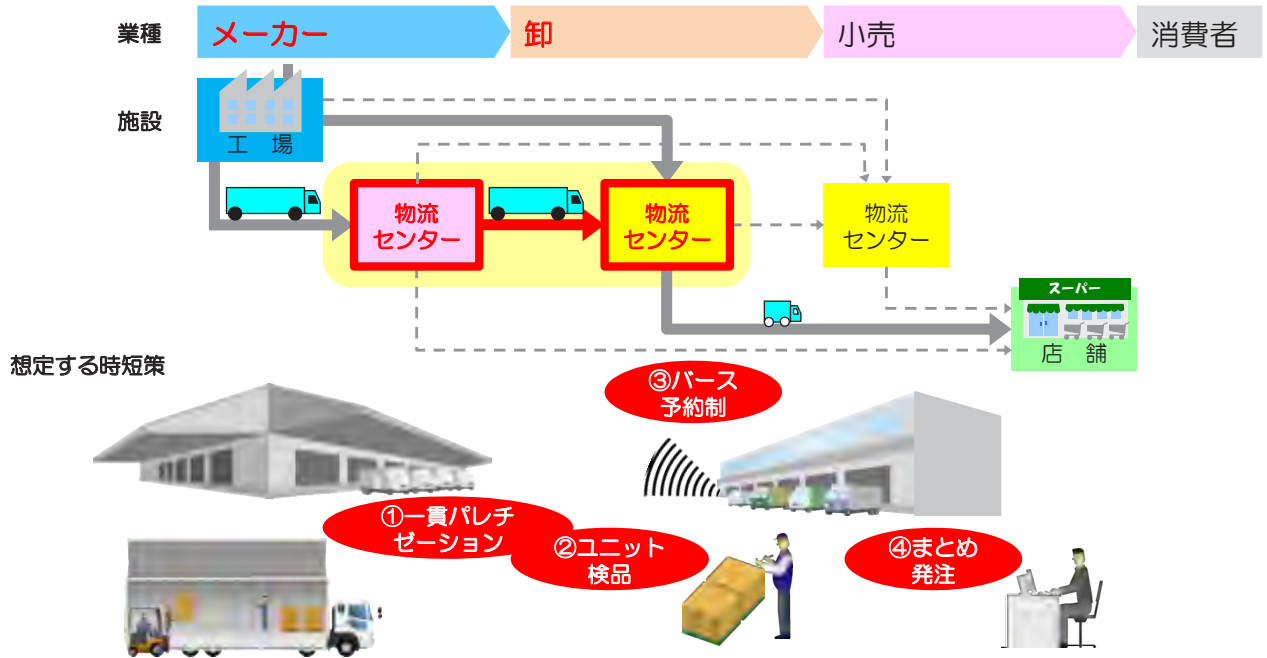 業種
メーカー
卸
小売
消費者
施設
工 場
物流
センター
物流
センター
物流
センター
スーパー
店 舗
想定する時短策
③バース
予約制
①一貫パレチ
ゼーション
②ユニット
検品
④まとめ
発注